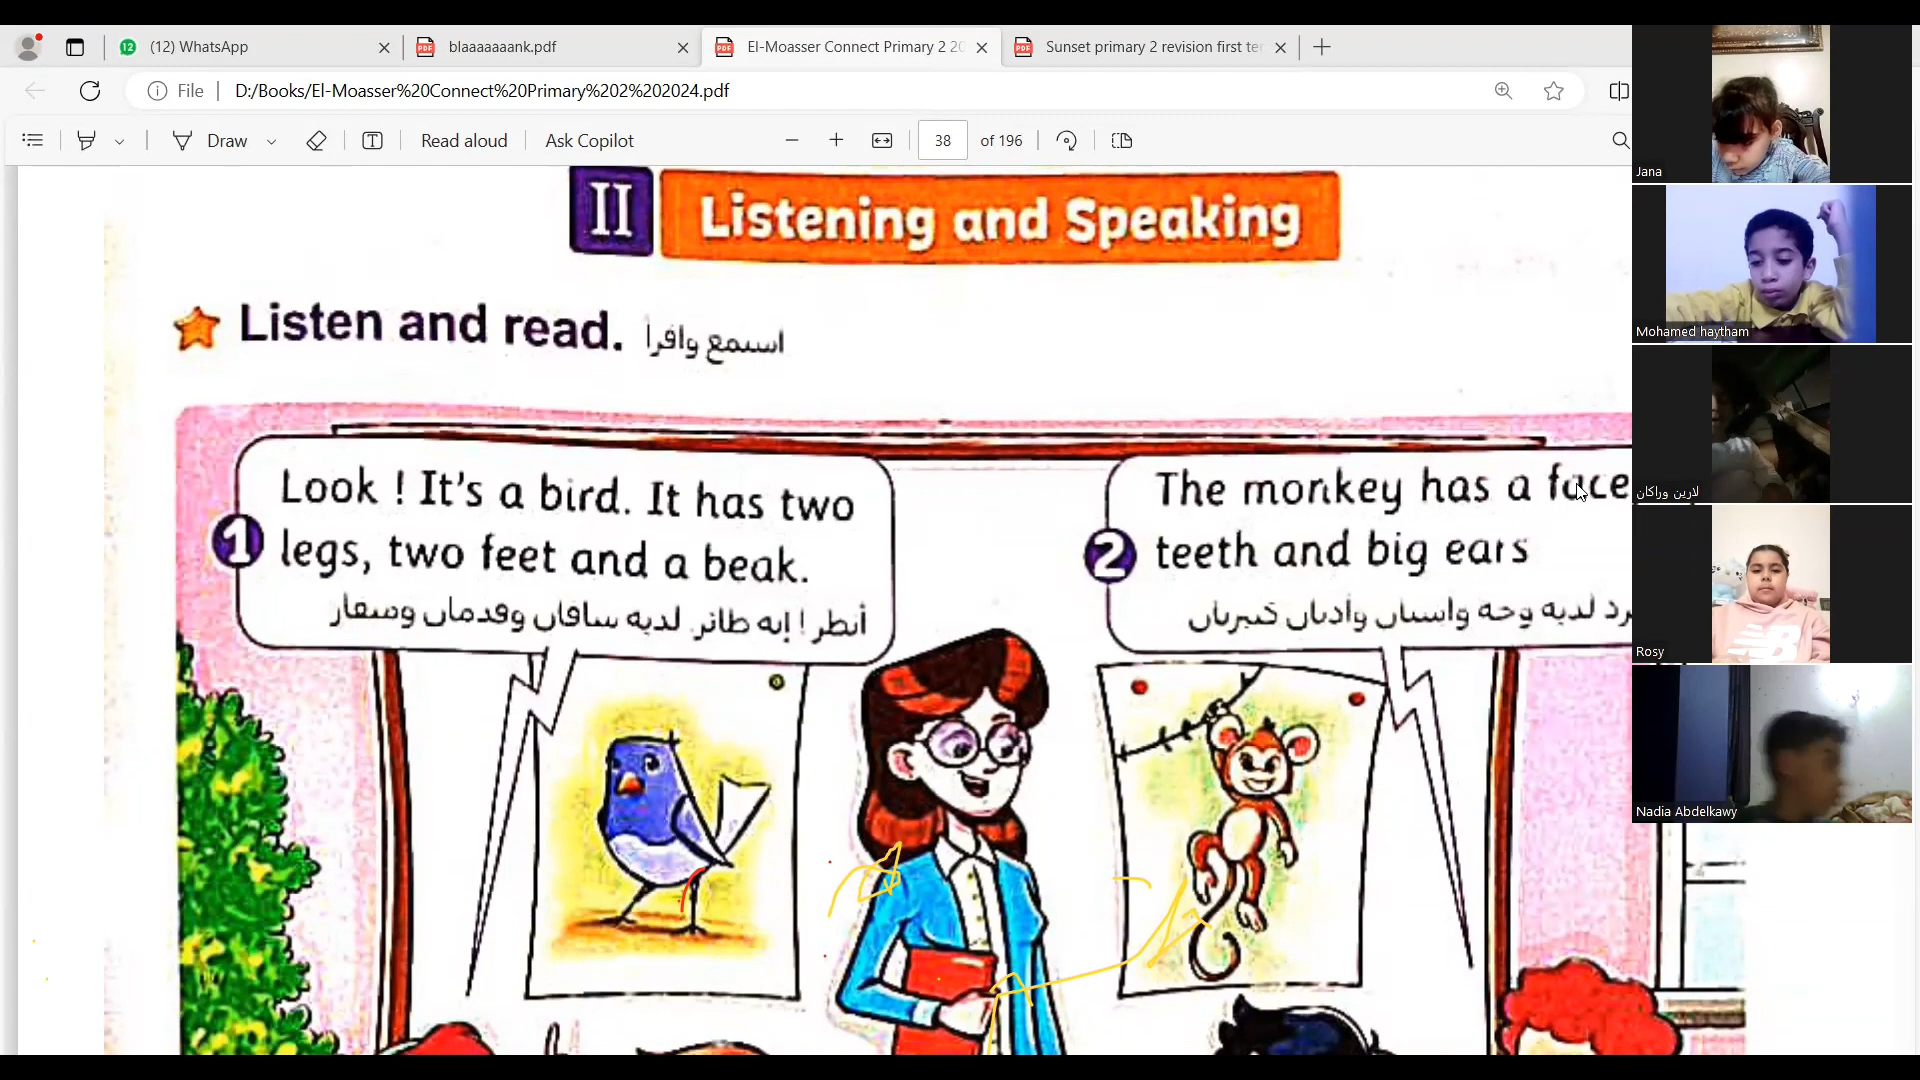 (12) WhatsApp
blaaaaaaank.pdf
El-Moasser Connect Primary 2 20
Sunset primary 2 revision first te
File
D:/Books/El-Moasser%20Connect%20Primary%202%202024.pdf
Draw
Read aloud
Ask Copilot
38
of 196
II
Listening and Speaking
Listen and read.
اسمع واقرأ
1
Look ! It's a bird. It has two
legs, two feet and a beak.
أنظر ! إنه طائر. لديه ساقان وقدمان ومنقار
2
The monkey has a face
teeth and big ears
لديه وجه وأسنان وأذنان كبيرتان
Jana
Mohamed haytham
لارين وراكان
Rosy
Nadia Abdelkawy